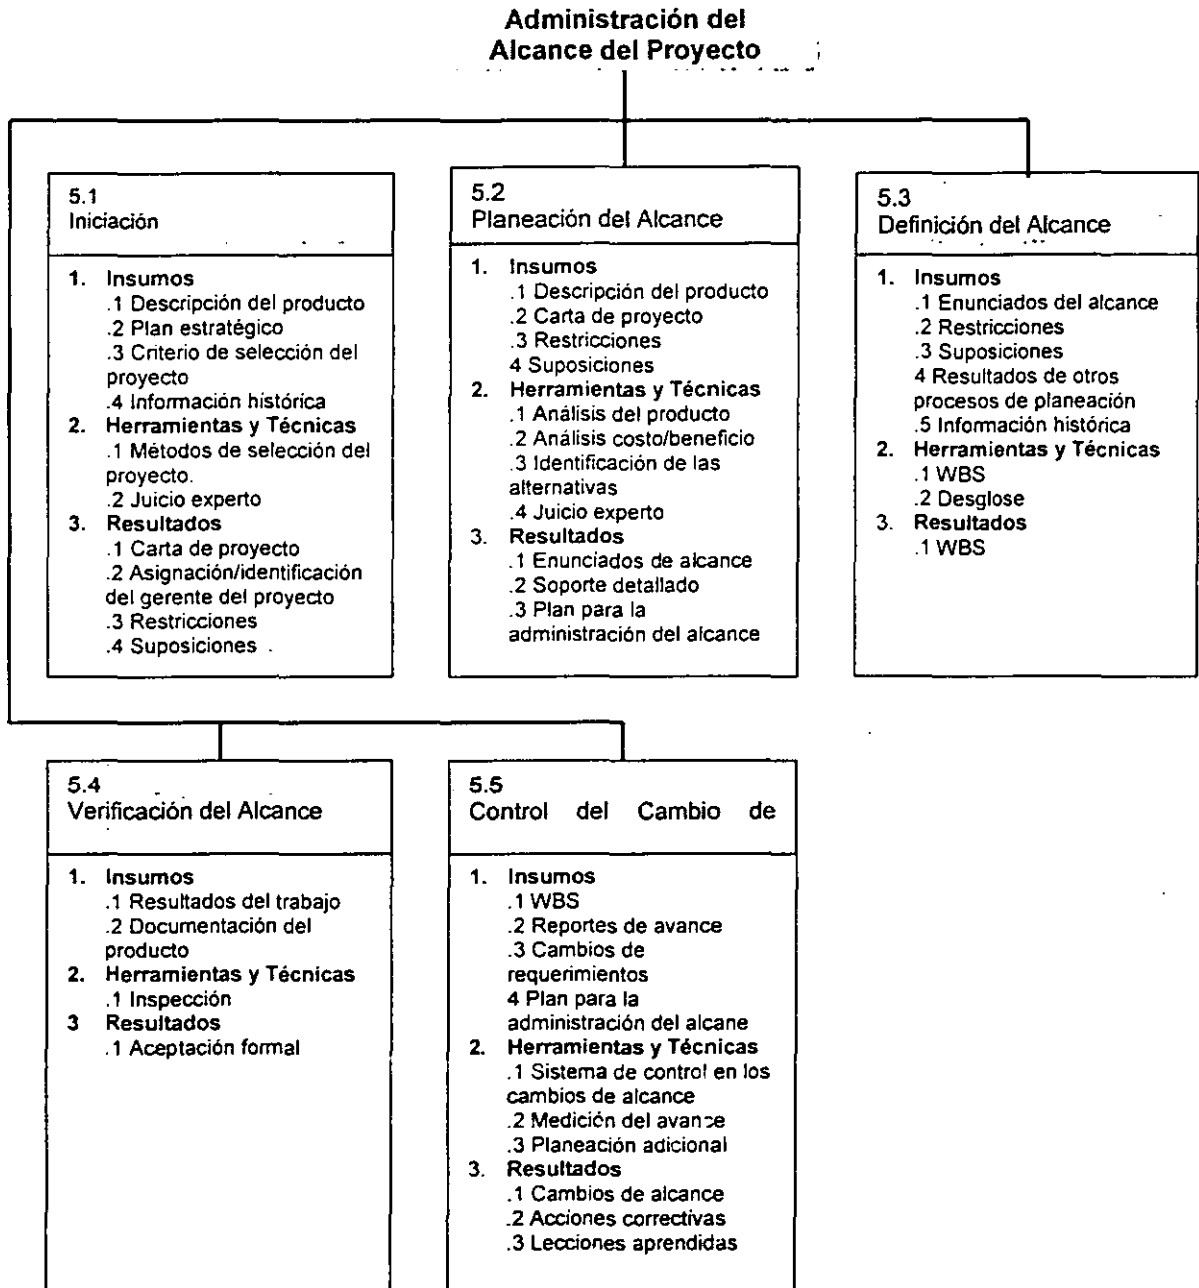 Administración del
Alcance del Proyecto
5.1
Iniciación
1. Insumos
.1 Descripción del producto
.2 Plan estratégico
.3 Criterio de selección del
proyecto
.4 Información histórica
2. Herramientas y Técnicas
.1 Métodos de selección del
proyecto.
.2 Juicio experto
3. Resultados
.1 Carta de proyecto
.2 Asignación/identificación
del gerente del proyecto
.3 Restricciones
.4 Suposiciones
5.2
Planeación del Alcance
1. Insumos
.1 Descripción del producto
.2 Carta de proyecto
.3 Restricciones
4 Suposiciones
2. Herramientas y Técnicas
.1 Análisis del producto
.2 Análisis costo/beneficio
.3 Identificación de las
alternativas
.4 Juicio experto
3. Resultados
.1 Enunciados de alcance
.2 Soporte detallado
.3 Plan para la
administración del alcance
5.3
Definición del Alcance
1. Insumos
.1 Enunciados del alcance
.2 Restricciones
.3 Suposiciones
4 Resultados de otros
procesos de planeación
.5 Información histórica
2. Herramientas y Técnicas
.1 WBS
.2 Desglose
3. Resultados
.1 WBS
5.4
Verificación del Alcance
1. Insumos
.1 Resultados del trabajo
.2 Documentación del
producto
2. Herramientas y Técnicas
.1 Inspección
3 Resultados
.1 Aceptación formal
5.5
Control del Cambio de
1. Insumos
.1 WBS
.2 Reportes de avance
.3 Cambios de
requerimientos
4 Plan para la
administración del alcane
2. Herramientas y Técnicas
.1 Sistema de control en los
cambios de alcance
.2 Medición del avance
.3 Planeación adicional
3. Resultados
.1 Cambios de alcance
.2 Acciones correctivas
.3 Lecciones aprendidas